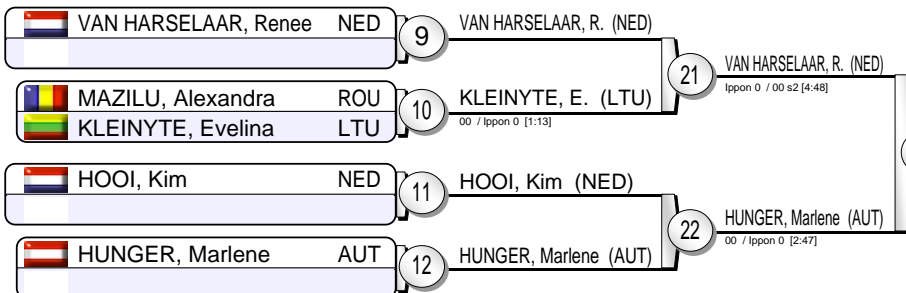 VAN HARSELAAR, Renee NED
9
VAN HARSELAAR, R. (NED)
21
VAN HARSELAAR, R. (NED)
Ippon 0 / 00 s2 [4:48]
MAZILU, Alexandra ROU
KLEINYTE, Evelina LTU
10
KLEINYTE, E. (LTU)
00 / Ippon 0 [1:13]
HOOI, Kim NED
11
HOOI, Kim (NED)
22
HUNGER, Marlene (AUT)
00 / Ippon 0 [2:47]
HUNGER, Marlene AUT
12
HUNGER, Marlene (AUT)